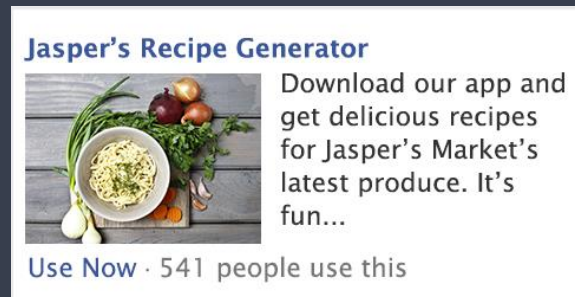 Jasper’s Recipe Generator
Download our app and
get delicious recipes
for Jasper’s Market’s
latest produce. It’s
fun...
Use Now · 541 people use this